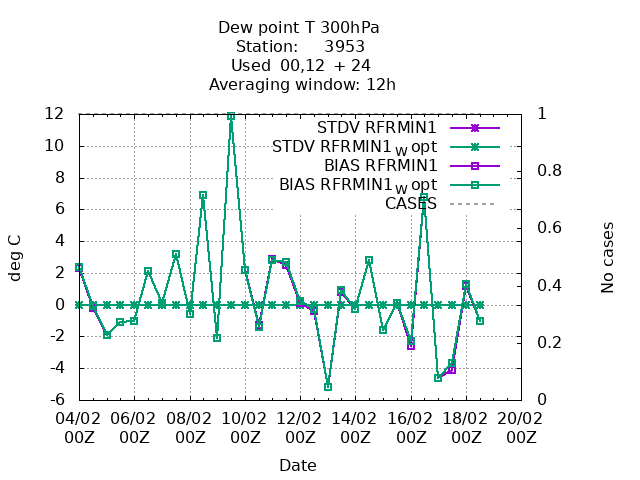 Dew point T 300hPa
Station: 3953
Used 00,12 + 24
Averaging window: 12h
12
10
8
6
4
2
0
-2
-4
-6
deg C
STDV RFRMIN1
STDV RFRMIN1w opt
BIAS RFRMIN1
BIAS RFRMIN1w opt
CASES
1
0.8
0.6
0.4
0.2
0
No cases
04/02 06/02 08/02 10/02 12/02 14/02 16/02 18/02 20/02
00Z 00Z 00Z 00Z 00Z 00Z 00Z 00Z 00Z
Date